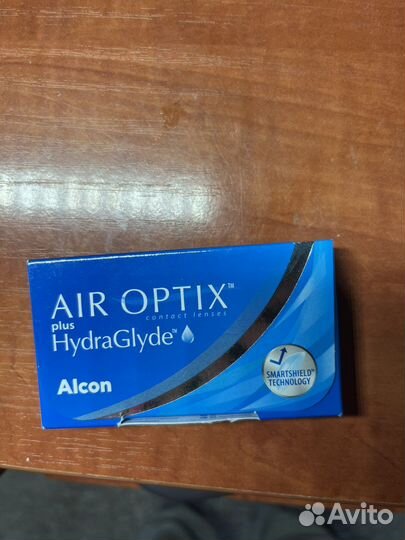 AIR OPTIX™
plus
contact lenses
HydraGlyde™
Alcon
SMARTSHIELD™
TECHNOLOGY
Avito